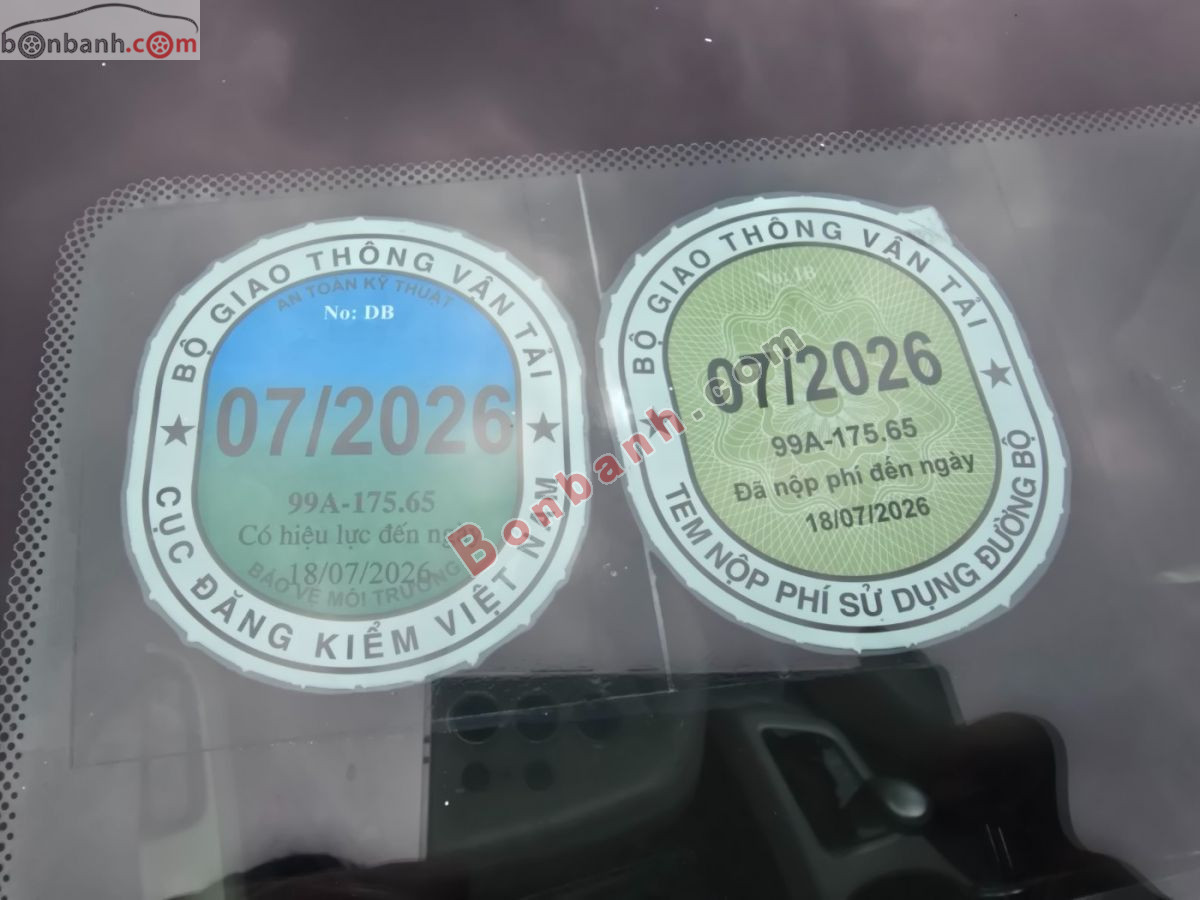 bonbanh.com
BỘ GIAO THÔNG VẬN TẢI
AN TOÀN KỸ THUẬT
No: DB
07/2026
99A-175.65
Có hiệu lực đến ngày
18/07/2026
BẢO VỆ MÔI TRƯỜNG
CỤC ĐĂNG KIỂM VIỆT NAM
BỘ GIAO THÔNG VẬN TẢI
No:
07/2026
99A-175.65
Đã nộp phí đến ngày
18/07/2026
TEM NỘP PHÍ SỬ DỤNG ĐƯỜNG BỘ
Bonbanh.com